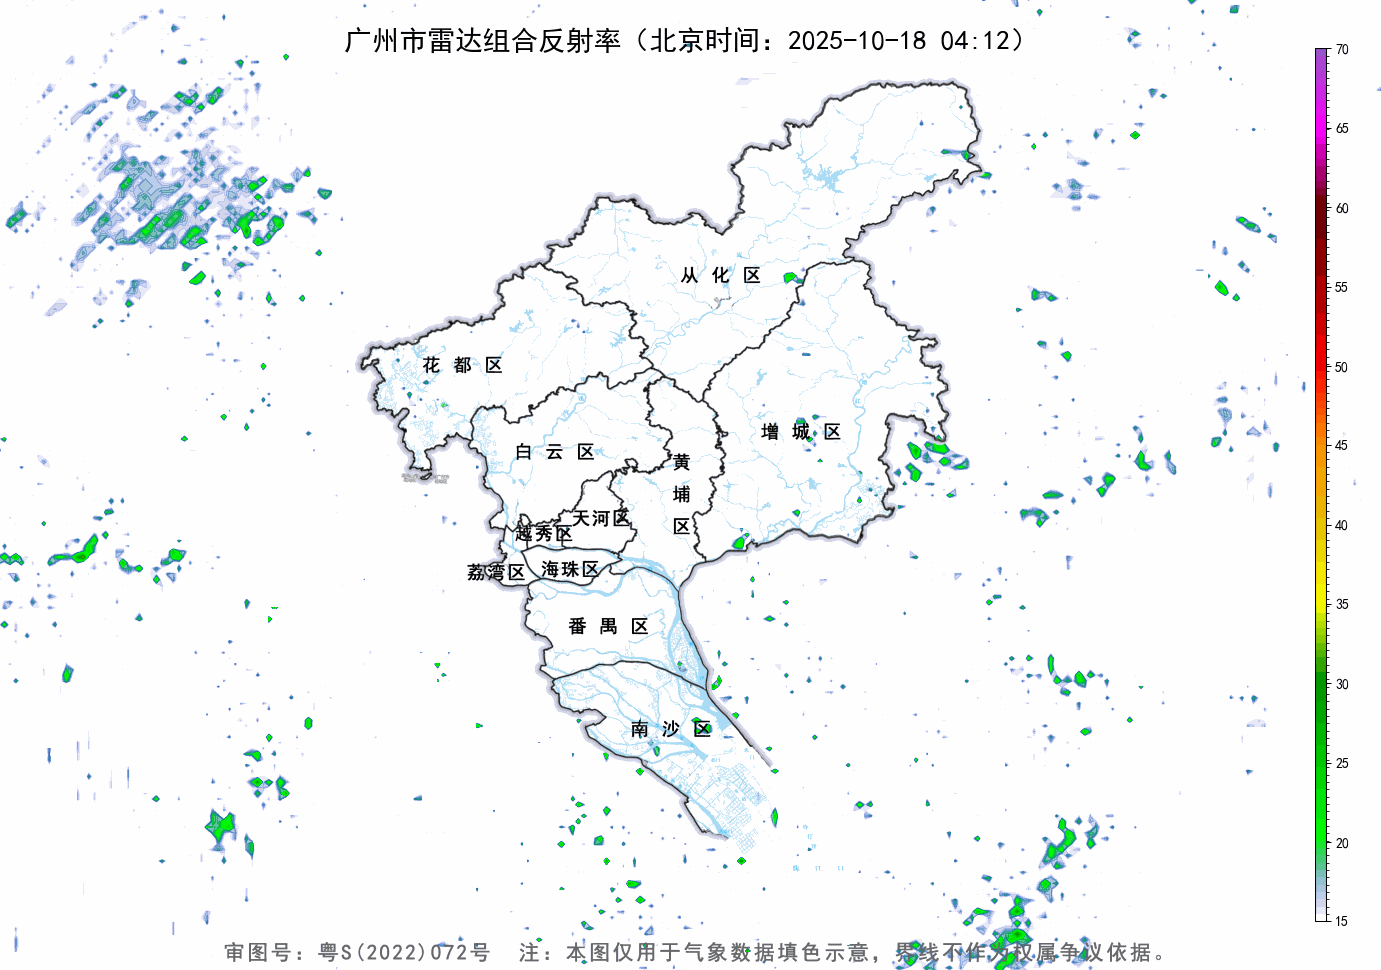 广州市雷达组合反射率（北京时间：2025-10-18 04:12）
70
65
60
55
50
45
40
35
30
25
20
15
从化区
花都区
增城区
白云区
黄埔区
天河区
越秀区
荔湾区
海珠区
番禺区
南沙区
审图号：粤S(2022)072号 注：本图仅用于气象数据填色示意，界线不作为权属争议依据。